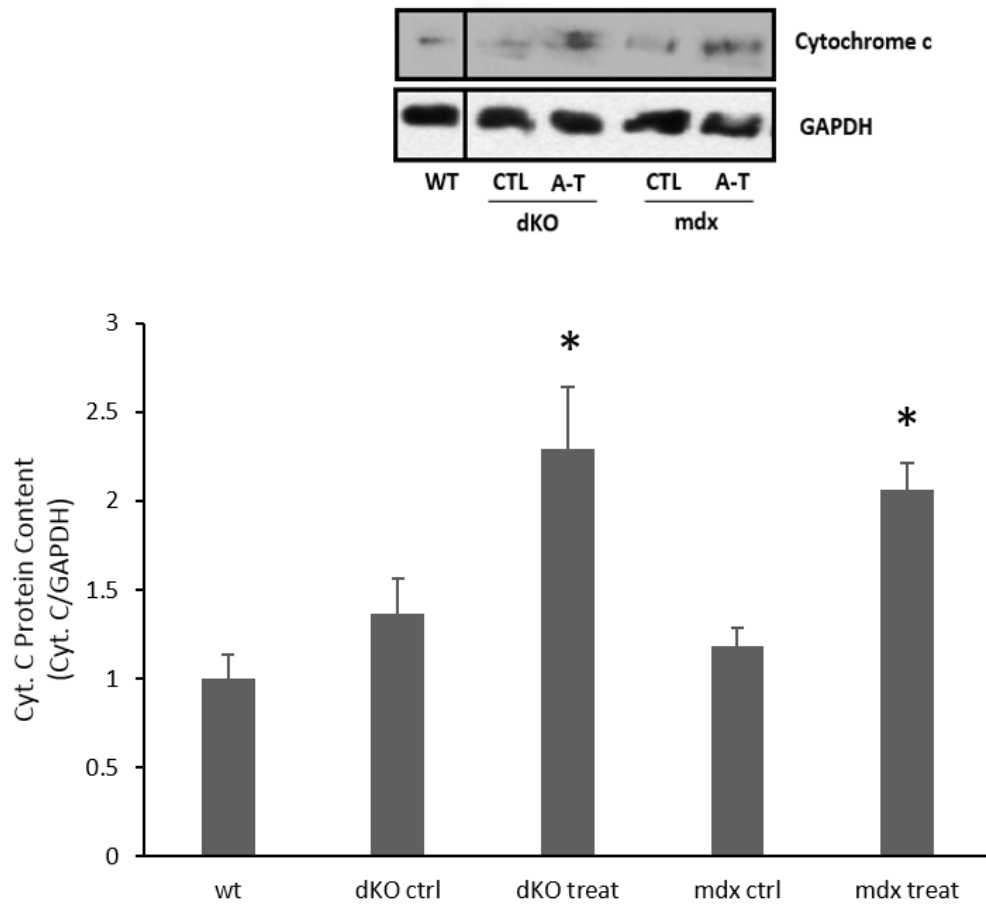 Cytochrome c
GAPDH
WT CTL A-T CTL A-T
dKO mdx
3
2.5
2
1.5
1
0.5
0
Cyt. C Protein Content
(Cyt. C/GAPDH)
*
*
wt dKO ctrl dKO treat mdx ctrl mdx treat